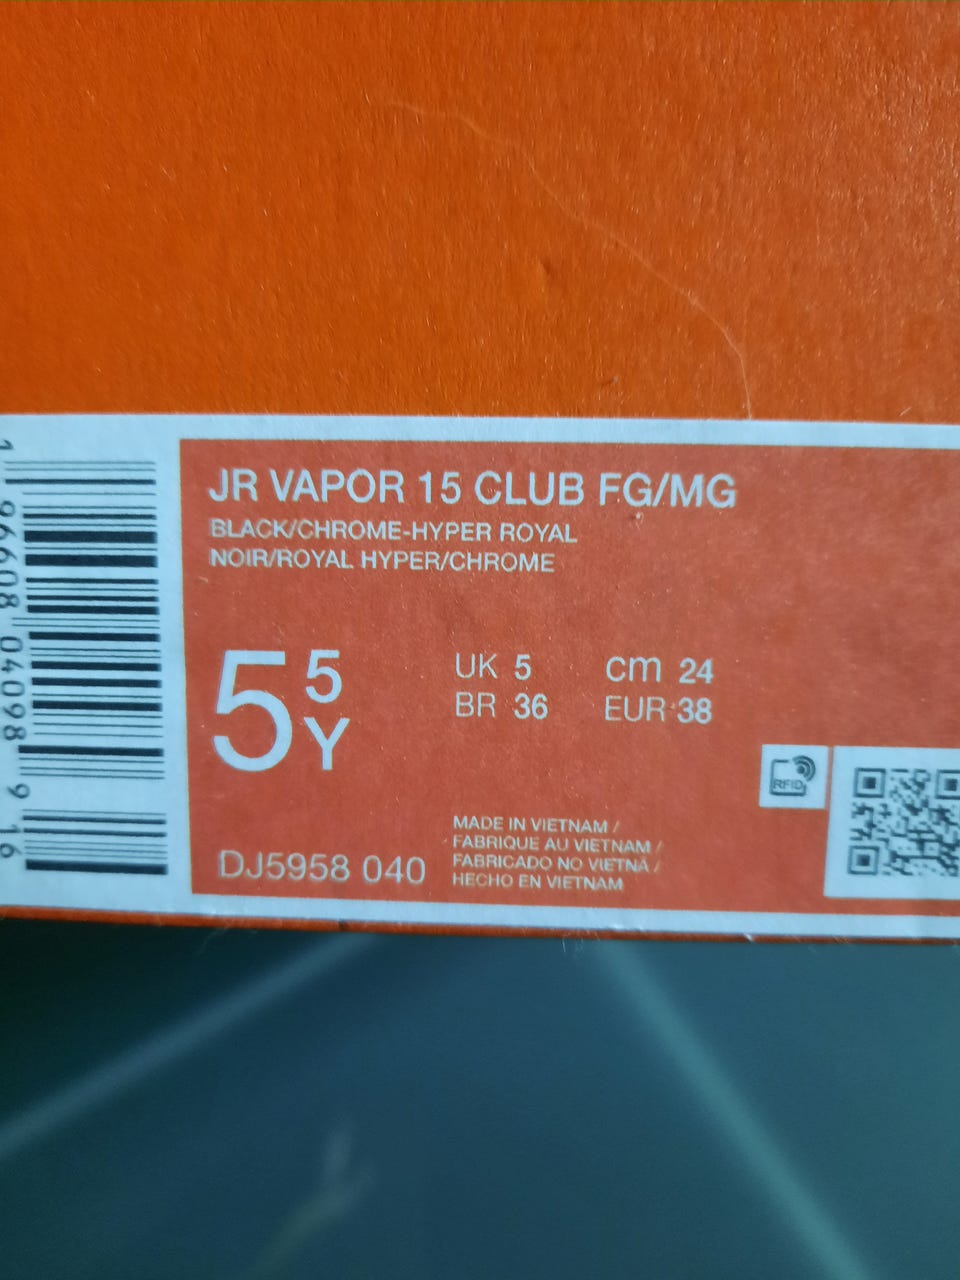 JR VAPOR 15 CLUB FG/MG
BLACK/CHROME-HYPER ROYAL
NOIR/ROYAL HYPER/CHROME
5 5 Y
UK 5 cm 24
BR 36 EUR 38
RFID
MADE IN VIETNAM /
FABRIQUE AU VIETNAM /
FABRICADO NO VIETNÃ /
HECHO EN VIETNAM
DJ5958 040
1 96608 04098 9 16